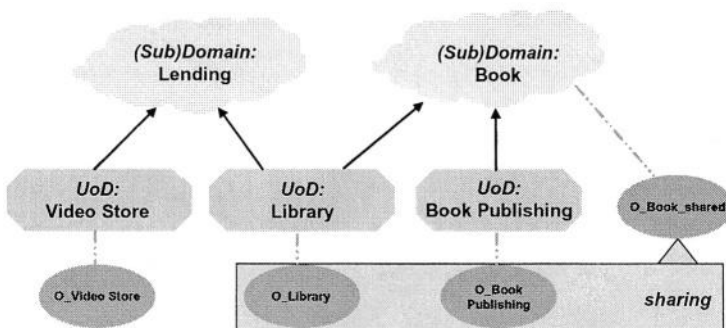 (Sub)Domain:
Lending
(Sub)Domain:
Book
UoD:
Video Store
UoD:
Library
UoD:
Book Publishing
O_Book_shared
O_Video Store
O_Library
O_Book
Publishing
sharing